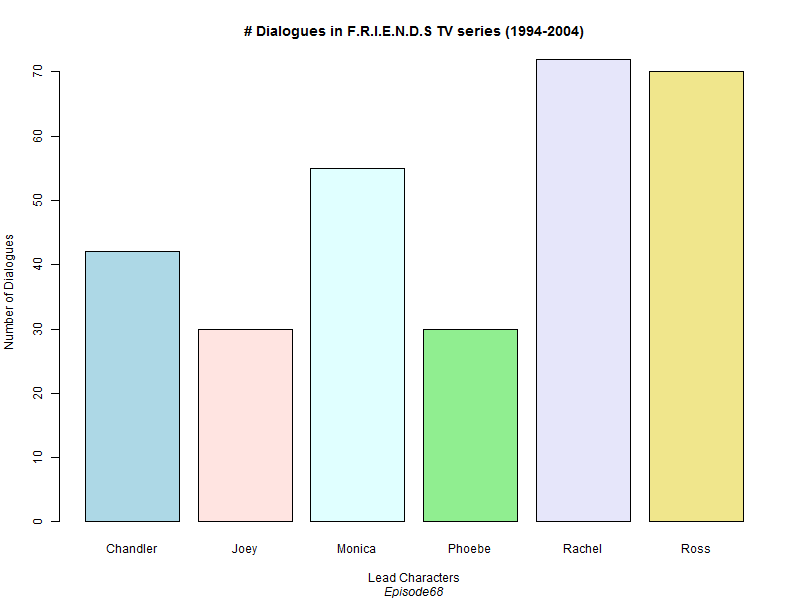 # Dialogues in F.R.I.E.N.D.S TV series (1994-2004)
Number of Dialogues
70
60
50
40
30
20
10
0
Chandler Joey Monica Phoebe Rachel Ross
Lead Characters
Episode68